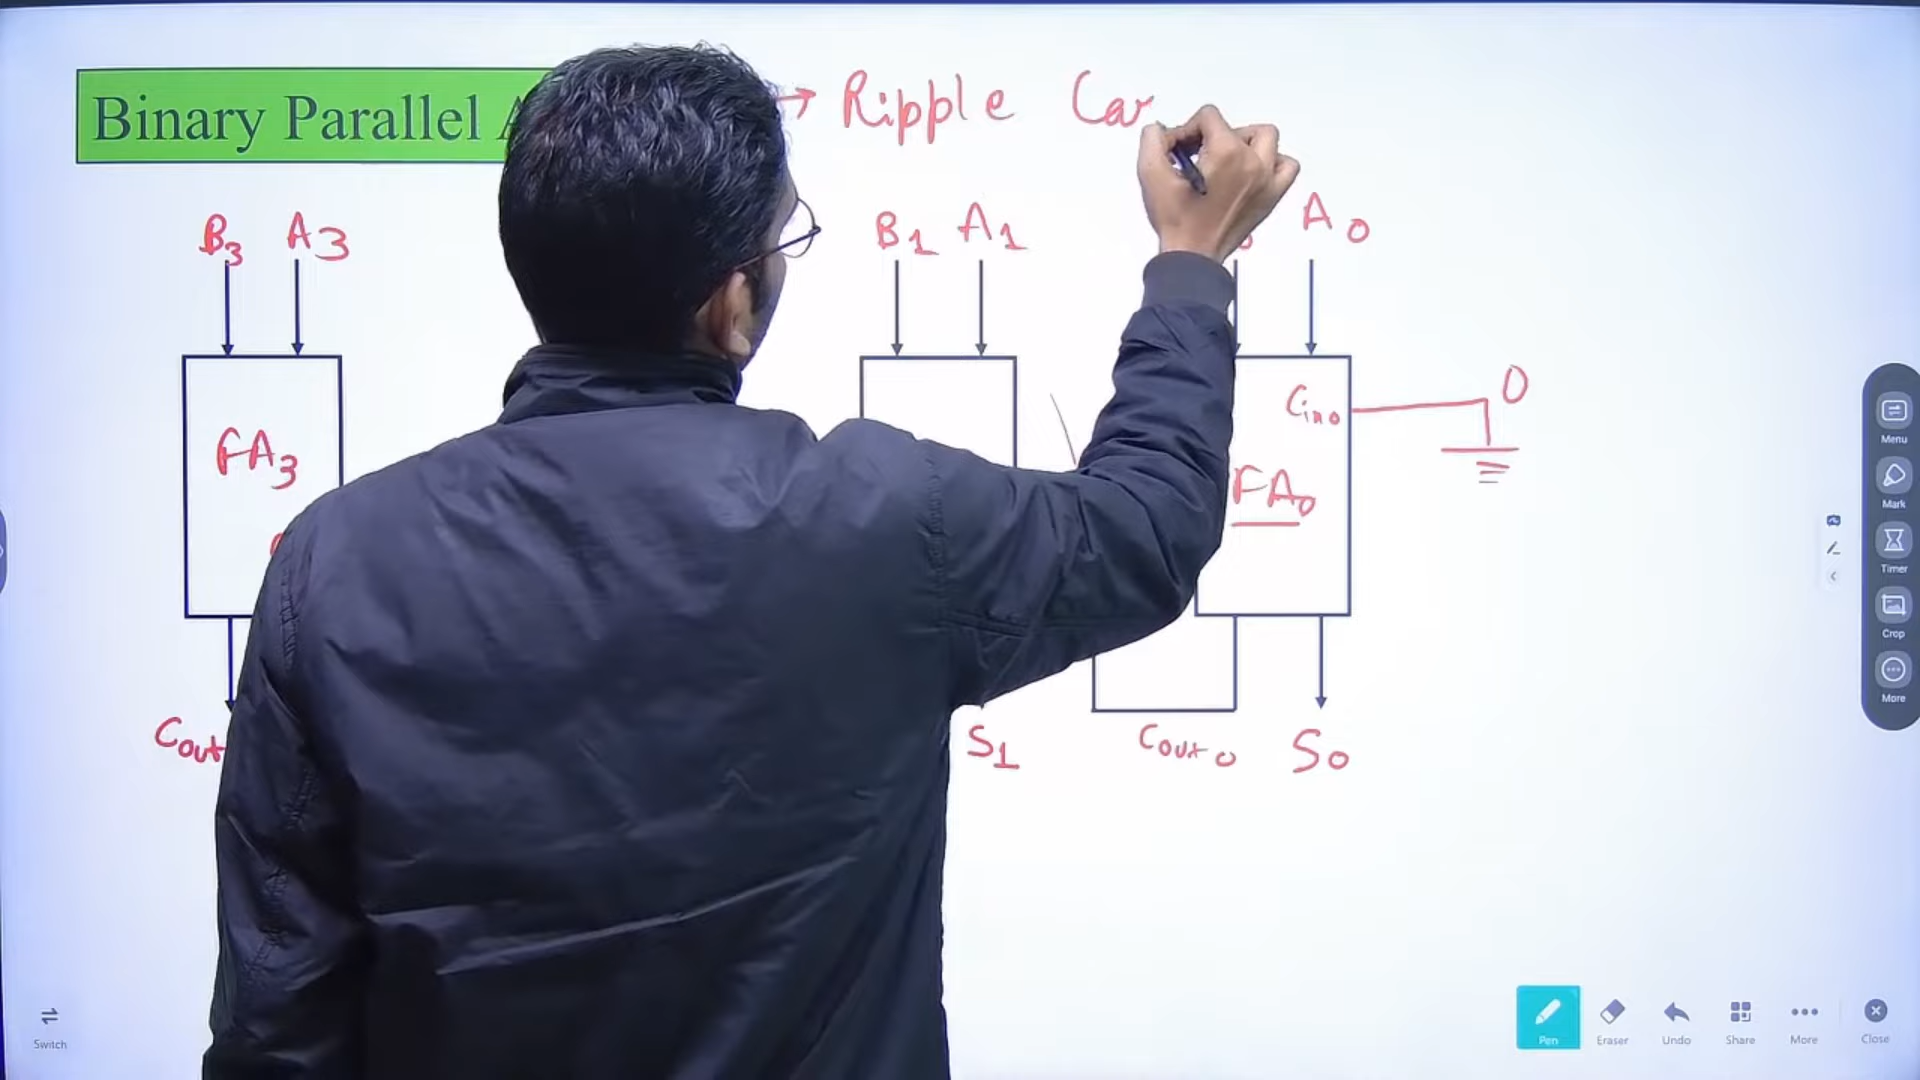 Binary Parallel
→ Ripple Car
B3 A3 B1 A1 A0
Cin0 0
FA3 FA0
Cout S1 Cout0 S0
Menu
Mark
Timer
Crop
More
Switch
Pen Eraser Undo Share More Close